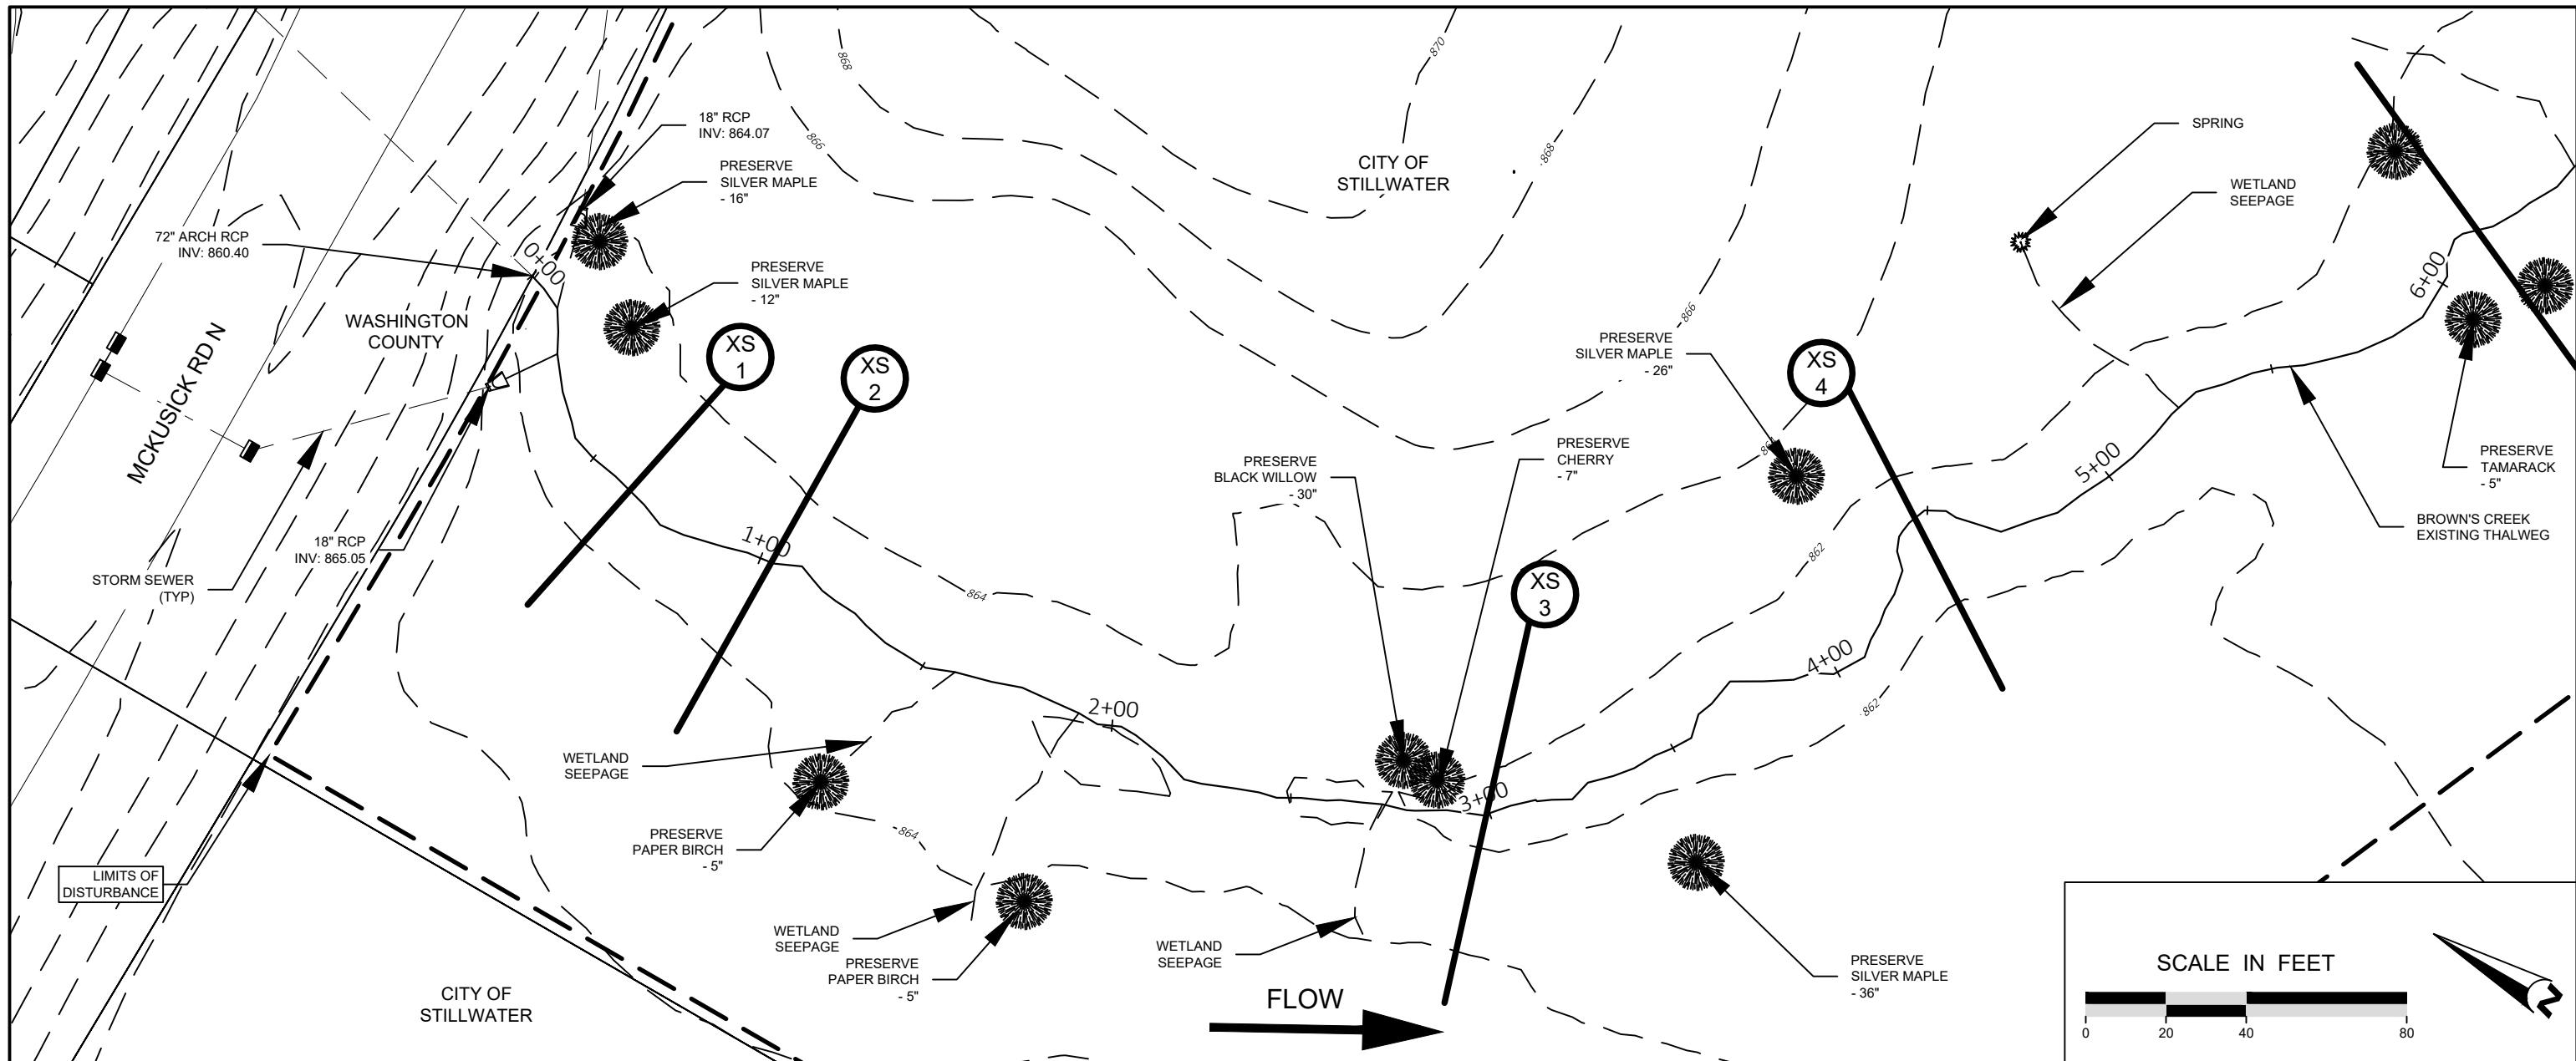 870
868
18" RCP
INV: 864.07
866
PRESERVE
SILVER MAPLE
- 16"
CITY OF
STILLWATER
868
SPRING
WETLAND
SEEPAGE
72" ARCH RCP
INV: 860.40
0+00
PRESERVE
SILVER MAPLE
- 12"
6+00
WASHINGTON
COUNTY
866
XS
1
XS
2
PRESERVE
SILVER MAPLE
- 26"
XS
4
MCKUSICK RD N
PRESERVE
BLACK WILLOW
- 30"
PRESERVE
CHERRY
- 7"
5+00
PRESERVE
TAMARACK
- 5"
BROWN'S CREEK
EXISTING THALWEG
18" RCP
INV: 865.05
1+00
862
STORM SEWER
(TYP)
864
XS
3
4+00
2+00
862
WETLAND
SEEPAGE
3+00
PRESERVE
PAPER BIRCH
- 5"
864
LIMITS OF
DISTURBANCE
WETLAND
SEEPAGE
PRESERVE
PAPER BIRCH
- 5"
WETLAND
SEEPAGE
PRESERVE
SILVER MAPLE
- 36"
CITY OF
STILLWATER
FLOW
SCALE IN FEET
N
0 20 40 80